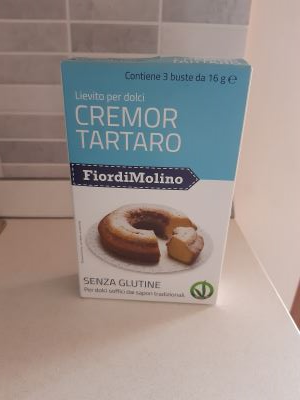 Contiene 3 buste da 16 g ℮
Lievito per dolci
CREMOR
TARTARO
FiordiMolino
SENZA GLUTINE
Per dolci soffici dai sapori tradizionali.